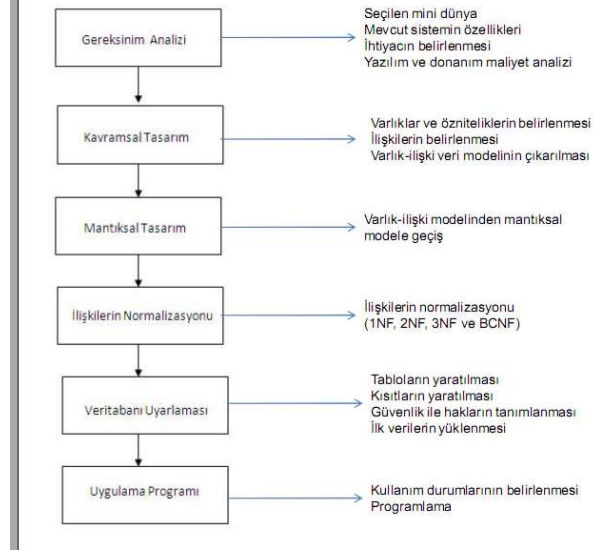 Gereksinim Analizi
Seçilen mini dünya
Mevcut sistemin özellikleri
İhtiyacın belirlenmesi
Yazılım ve donanım maliyet analizi
Kavramsal Tasarım
Varlıklar ve özniteliklerin belirlenmesi
İlişkilerin belirlenmesi
Varlık-ilişki veri modelinin çıkarılması
Mantıksal Tasarım
Varlık-ilişki modelinden mantıksal
modele geçiş
İlişkilerin Normalizasyonu
İlişkilerin normalizasyonu
(1NF, 2NF, 3NF ve BCNF)
Veritabanı Uyarlaması
Tabloların yaratılması
Kısıtların yaratılması
Güvenlik ile hakların tanımlanması
İlk verilerin yüklenmesi
Uygulama Programı
Kullanım durumlarının belirlenmesi
Programlama